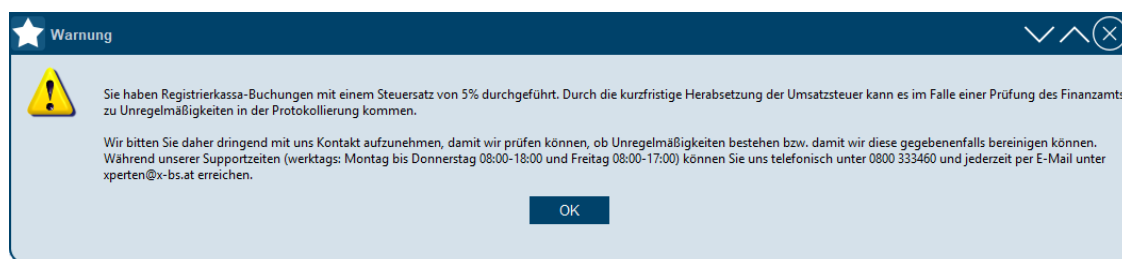 Warnung
Sie haben Registrierkassa-Buchungen mit einem Steuersatz von 5% durchgeführt. Durch die kurzfristige Herabsetzung der Umsatzsteuer kann es im Falle einer Prüfung des Finanzamts
zu Unregelmäßigkeiten in der Protokollierung kommen.
Wir bitten Sie daher dringend mit uns Kontakt aufzunehmen, damit wir prüfen können, ob Unregelmäßigkeiten bestehen bzw. damit wir diese gegebenenfalls bereinigen können.
Während unserer Supportzeiten (werktags: Montag bis Donnerstag 08:00-18:00 und Freitag 08:00-17:00) können Sie uns telefonisch unter 0800 333460 und jederzeit per E-Mail unter
xperten@x-bs.at erreichen.
OK